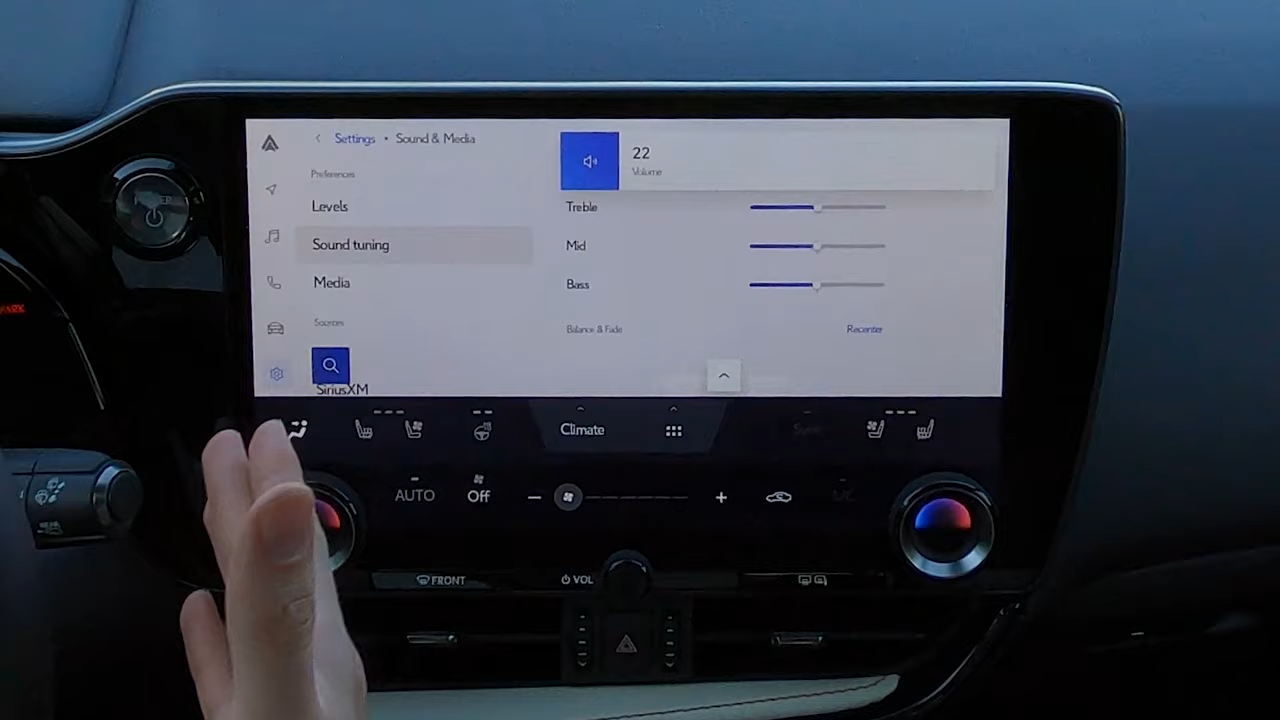 Settings • Sound & Media
22
Volume
Preferences
Levels
Treble
Sound tuning
Mid
Media
Bass
Sources
Balance & Fade
Recenter
SiriusXM
Climate
Sync
AUTO
Off
FRONT
VOL